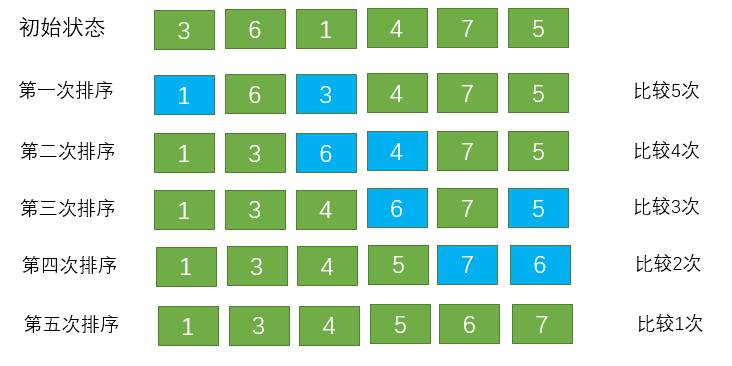 初始状态 3 6 1 4 7 5
第一次排序 1 6 3 4 7 5 比较5次
第二次排序 1 3 6 4 7 5 比较4次
第三次排序 1 3 4 6 7 5 比较3次
第四次排序 1 3 4 5 7 6 比较2次
第五次排序 1 3 4 5 6 7 比较1次